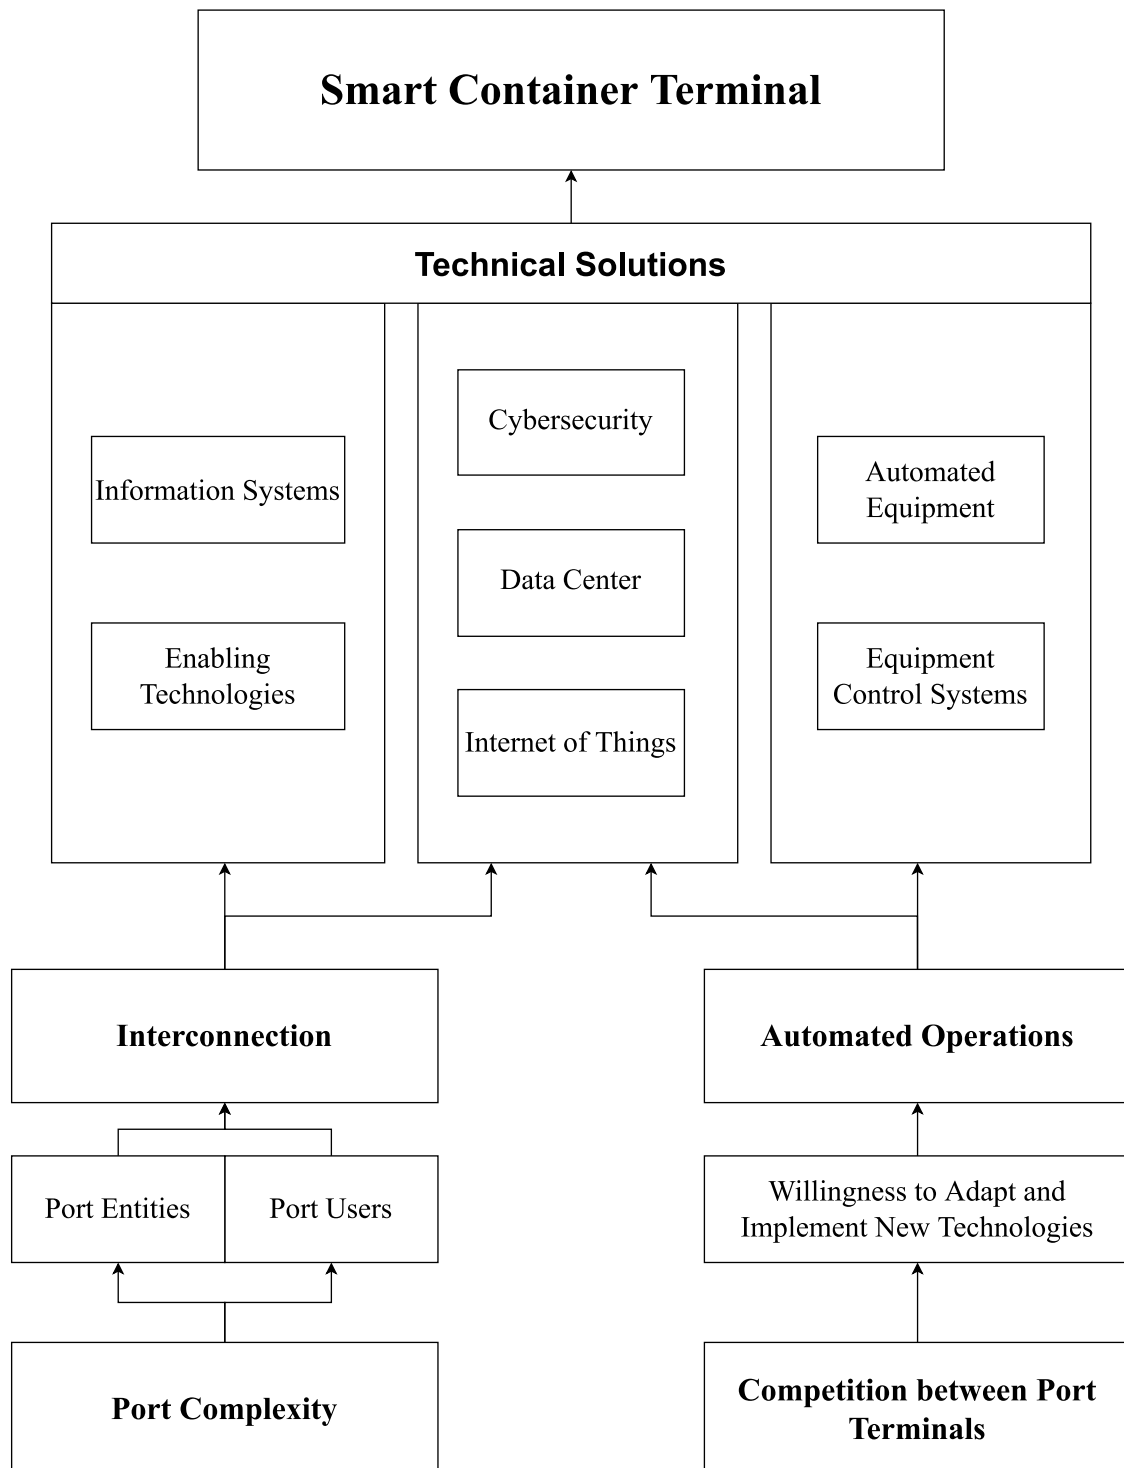 Smart Container Terminal
Technical Solutions
Information Systems
Enabling
Technologies
Cybersecurity
Data Center
Internet of Things
Automated
Equipment
Equipment
Control Systems
Interconnection
Automated Operations
Port Entities
Port Users
Willingness to Adapt and
Implement New Technologies
Port Complexity
Competition between Port
Terminals